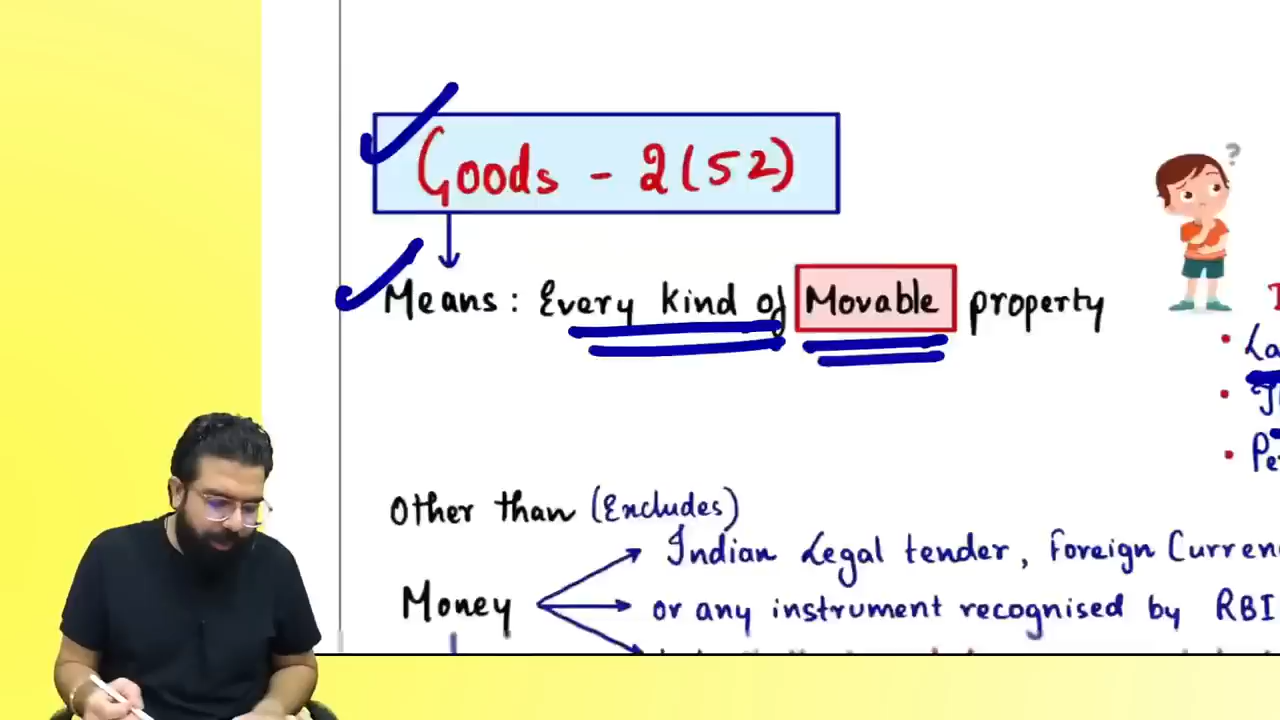 Goods - 2(52)
?
Means: Every kind of Movable property
Other than (Excludes)
Indian Legal tender, Foreign
Money
or any instrument recognised by RBI